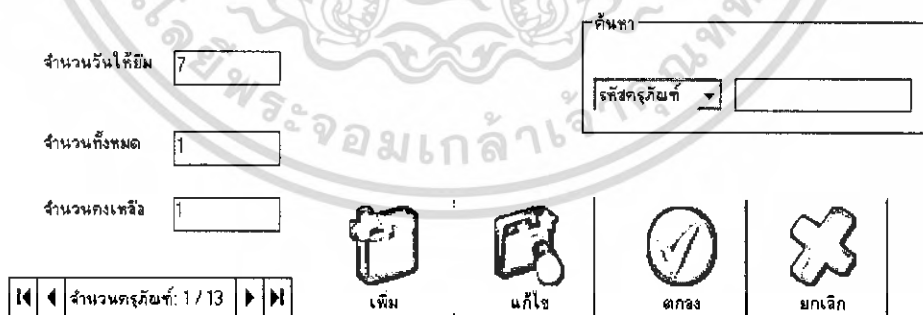 ค้นหา
จำนวนวันให้ยืม 7
รหัสครุภัณฑ์
จำนวนทั้งหมด 1
จำนวนคงเหลือ 1
จำนวนครุภัณฑ์: 1 / 13
เพิ่ม แก้ไข ตกลง ยกเลิก